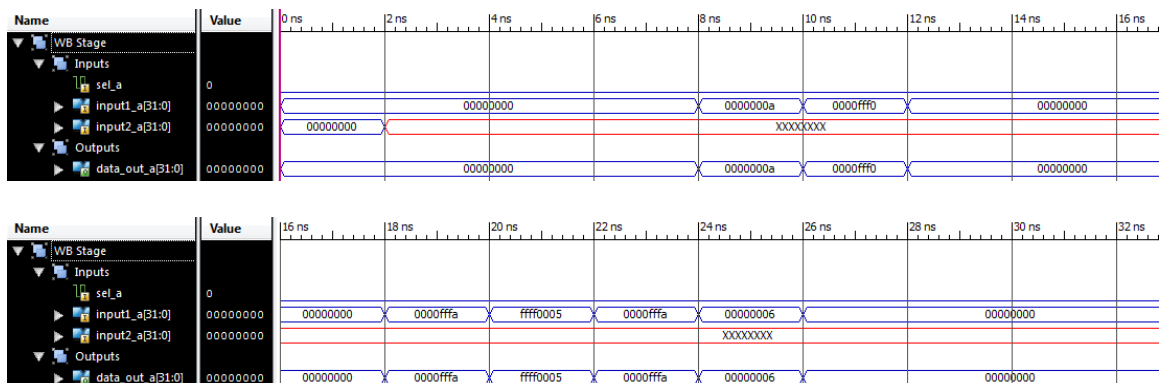 Name Value 0 ns 2 ns 4 ns 6 ns 8 ns 10 ns 12 ns 14 ns 16 ns
WB Stage
Inputs
sel_a 0
input1_a[31:0] 00000000 00000000 0000000a 0000fff0 00000000
input2_a[31:0] 00000000 00000000 XXXXXXXX
Outputs
data_out_a[31:0] 00000000 00000000 0000000a 0000fff0 00000000
Name Value 16 ns 18 ns 20 ns 22 ns 24 ns 26 ns 28 ns 30 ns 32 ns
WB Stage
Inputs
sel_a 0
input1_a[31:0] 00000000 00000000 0000fffa ffff0005 0000fffa 00000006 00000000
input2_a[31:0] 00000000 XXXXXXXX
Outputs
data_out_a[31:0] 00000000 00000000 0000fffa ffff0005 0000fffa 00000006 00000000